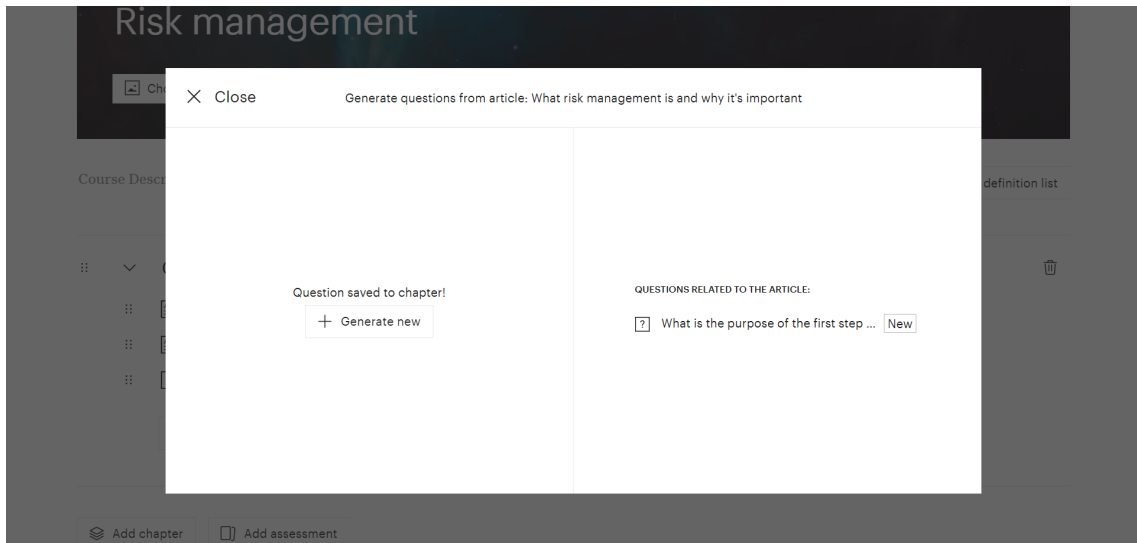 Risk management
Close
Generate questions from article: What risk management is and why it's important
Course
definition list
Question saved to chapter!
Generate new
QUESTIONS RELATED TO THE ARTICLE:
? What is the purpose of the first step ... New
Add chapter
Add assessment